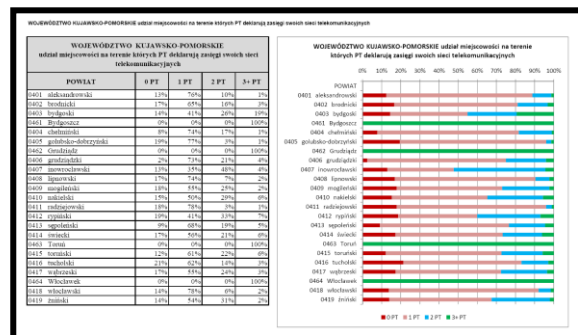 WOJEWÓDZTWO KUJAWSKO-POMORSKIE udział miejscowości na terenie których PT deklarują zasięgi swoich sieci telekomunikacyjnych
WOJEWÓDZTWO KUJAWSKO-POMORSKIE
udział miejscowości na terenie których PT deklarują zasięgi swoich sieci
telekomunikacyjnych
POWIAT 0 PT 1 PT 2 PT 3+ PT
0401 aleksandrowski 13% 76% 10% 1%
0402 brodnicki 17% 65% 16% 3%
0403 bydgoski 14% 41% 26% 19%
0461 Bydgoszcz 0% 0% 0% 100%
0404 chełmiński 8% 74% 17% 1%
0405 golubsko-dobrzyński 19% 77% 3% 1%
0462 Grudziądz 0% 0% 0% 100%
0406 grudziądzki 2% 73% 21% 4%
0407 inowrocławski 13% 35% 48% 4%
0408 lipnowski 17% 74% 7% 2%
0409 mogileński 18% 55% 25% 2%
0410 nakielski 15% 50% 29% 6%
0411 radziejowski 18% 78% 3% 1%
0412 rypiński 19% 41% 33% 7%
0413 sępoleński 9% 68% 19% 5%
0414 świecki 17% 56% 21% 6%
0463 Toruń 0% 0% 0% 100%
0415 toruński 12% 61% 22% 6%
0416 tucholski 21% 62% 14% 3%
0417 wąbrzeski 17% 55% 24% 3%
0464 Włocławek 0% 0% 0% 100%
0418 włocławski 14% 78% 6% 2%
0419 żniński 14% 54% 31% 2%
WOJEWÓDZTWO KUJAWSKO-POMORSKIE udział miejscowości na terenie
których PT deklarują zasięgi swoich sieci telekomunikacyjnych
0% 10% 20% 30% 40% 50% 60% 70% 80% 90% 100%
POWIAT
0401 aleksandrowski
0402 brodnicki
0403 bydgoski
0461 Bydgoszcz
0404 chełmiński
0405 golubsko-dobrzyński
0462 Grudziądz
0406 grudziądzki
0407 inowrocławski
0408 lipnowski
0409 mogileński
0410 nakielski
0411 radziejowski
0412 rypiński
0413 sępoleński
0414 świecki
0463 Toruń
0415 toruński
0416 tucholski
0417 wąbrzeski
0464 Włocławek
0418 włocławski
0419 żniński
0 PT 1 PT 2 PT 3+ PT